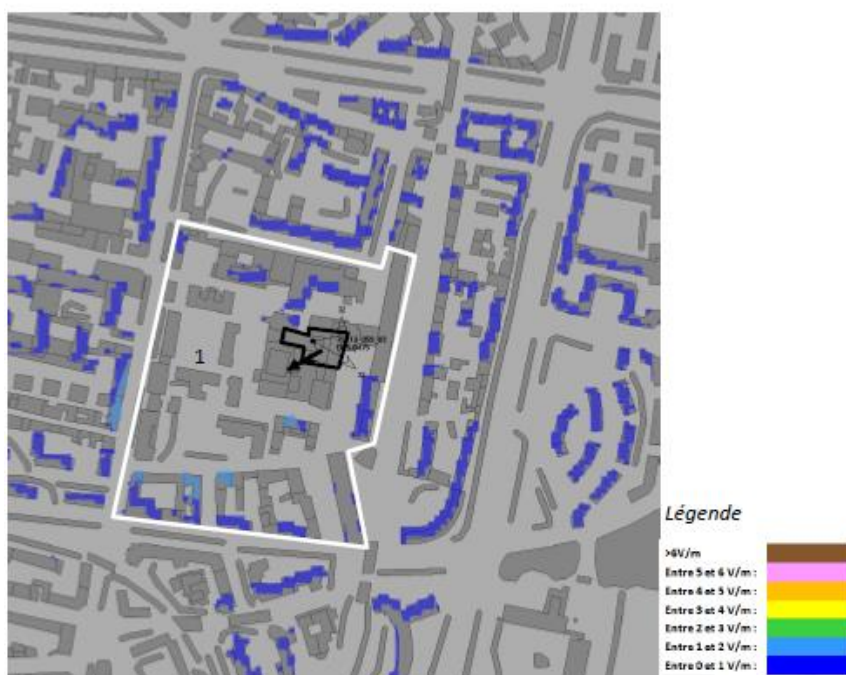 1
Légende
>6V/m
Entre 5 et 6 V/m :
Entre 4 et 5 V/m :
Entre 3 et 4 V/m :
Entre 2 et 3 V/m :
Entre 1 et 2 V/m :
Entre 0 et 1 V/m :